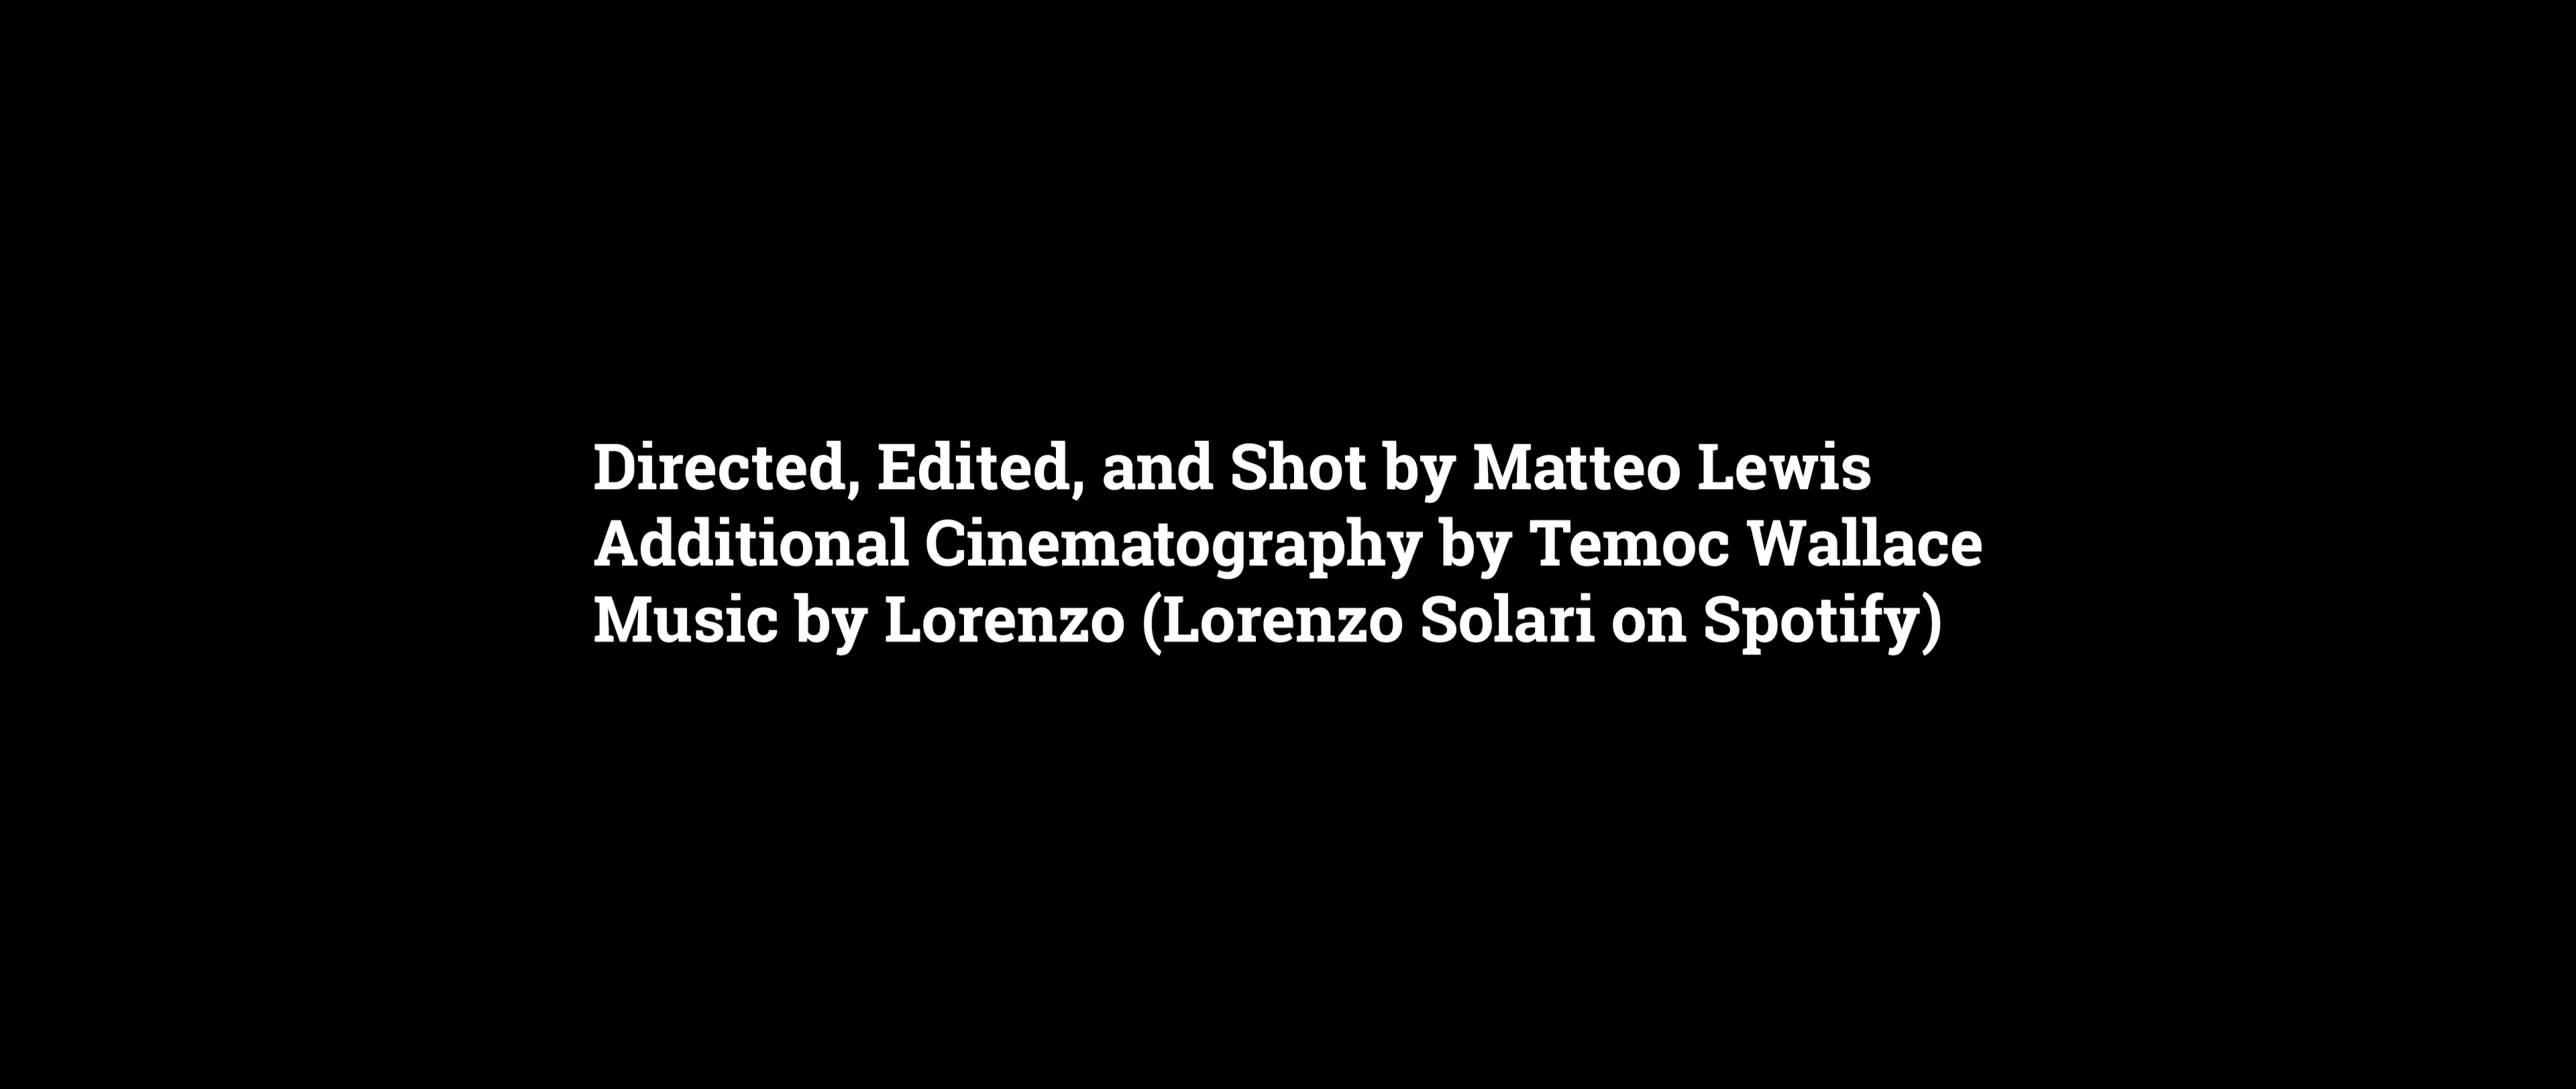 Directed, Edited, and Shot by Matteo Lewis
Additional Cinematography by Temoc Wallace
Music by Lorenzo (Lorenzo Solari on Spotify)